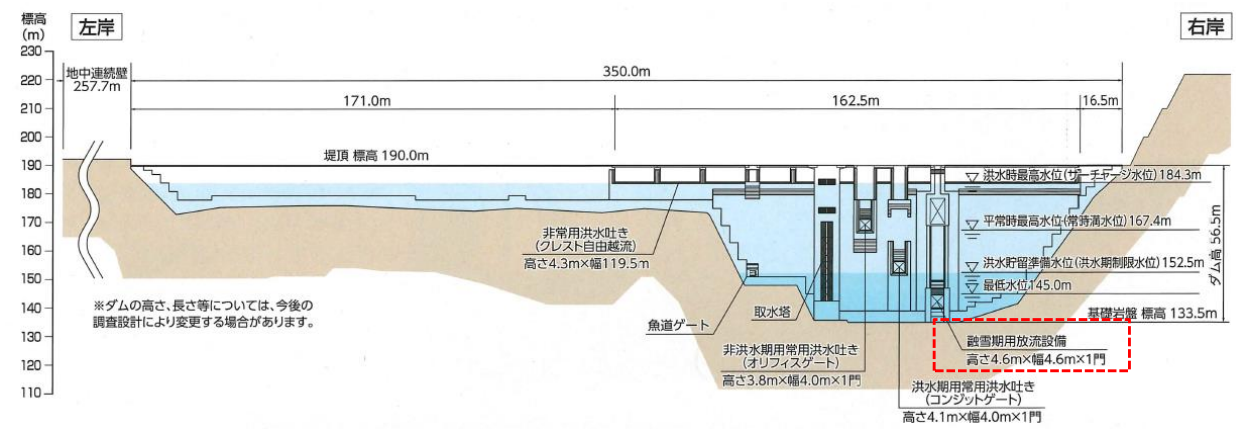 標高
(m)
左岸
右岸
230
220
210
200
190
180
170
160
150
140
130
120
110
地中連続壁
257.7m
350.0m
171.0m
162.5m
16.5m
堤頂 標高 190.0m
洪水時最高水位(サーチャージ水位)184.3m
平常時最高水位(常時満水位)167.4m
洪水貯留準備水位(洪水期制限水位)152.5m
最低水位145.0m
ダム高 56.5m
基礎岩盤 標高 133.5m
非常用洪水吐き
(クレスト自由越流)
高さ4.3m×幅119.5m
※ダムの高さ、長さ等については、今後の
調査設計により変更する場合があります。
魚道ゲート
取水塔
非洪水期用常用洪水吐き
(オリフィスゲート)
高さ3.8m×幅4.0m×1門
融雪期用放流設備
高さ4.6m×幅4.6m×1門
洪水期用常用洪水吐き
(コンジットゲート)
高さ4.1m×幅4.0m×1門